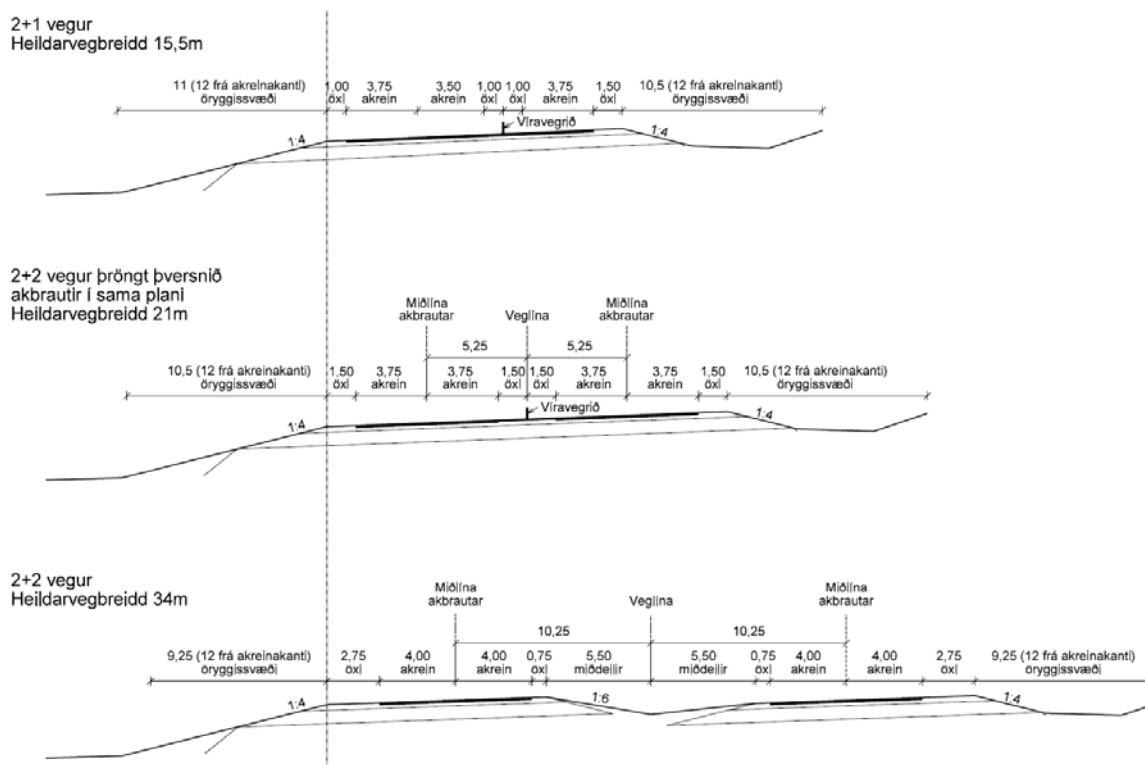 2+1 vegur
Heildarvegbreidd 15,5m
11 (12 frá akreinakanti)
öryggissvæði
1,00
öxl
3,75
akrein
3,50
akrein
1,00
öxl
1,00
öxl
3,75
akrein
1,50
öxl
10,5 (12 frá akreinakanti)
öryggissvæði
Víravegrið
1:4
1:4
2+2 vegur þröngt þversnið
akbrautir í sama plani
Heildarvegbreidd 21m
Miðlína
akbrautar
Veglína
Miðlína
akbrautar
5,25
5,25
10,5 (12 frá akreinakanti)
öryggissvæði
1,50
öxl
3,75
akrein
3,75
akrein
1,50
öxl
1,50
öxl
3,75
akrein
3,75
akrein
1,50
öxl
10,5 (12 frá akreinakanti)
öryggissvæði
Víravegrið
1:4
1:4
2+2 vegur
Heildarvegbreidd 34m
Miðlína
akbrautar
Veglína
Miðlína
akbrautar
10,25
10,25
9,25 (12 frá akreinakanti)
öryggissvæði
2,75
öxl
4,00
akrein
4,00
akrein
0,75
öxl
5,50
miðdeilir
5,50
miðdeilir
0,75
öxl
4,00
akrein
4,00
akrein
2,75
öxl
9,25 (12 frá akreinakanti)
öryggissvæði
1:4
1:6
1:4